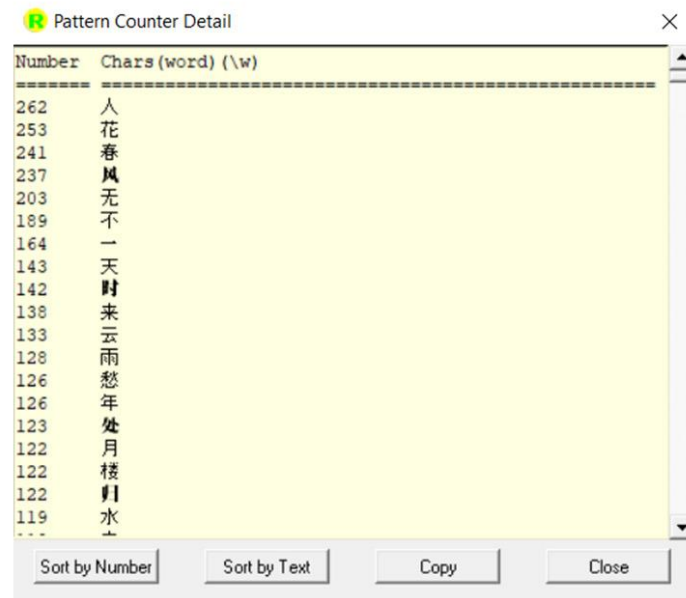 R Pattern Counter Detail
Number Chars(word)(\w)
======= ====================================================
262 人
253 花
241 春
237 风
203 无
189 不
164 一
143 天
142 时
138 来
133 云
128 雨
126 愁
126 年
123 处
122 月
122 楼
122 归
119 水
Sort by Number Sort by Text Copy Close